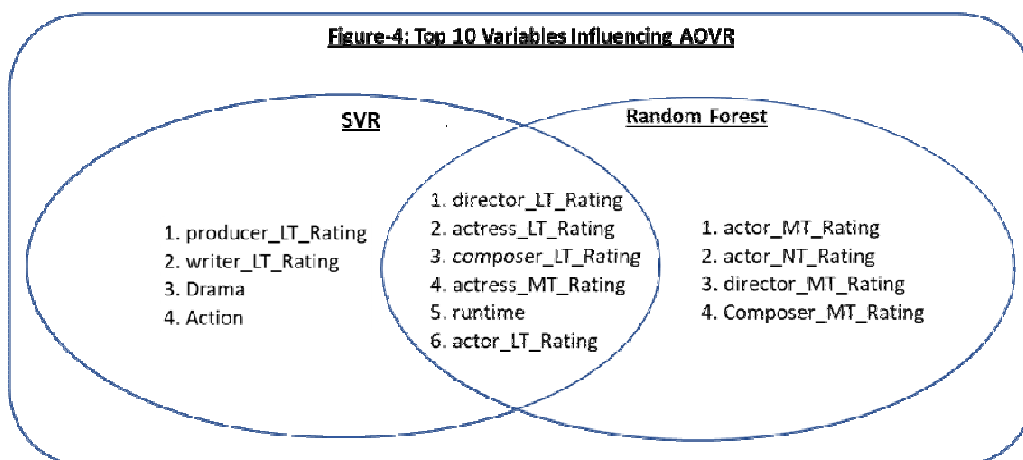 Figure-4: Top 10 Variables Influencing AOVR
SVR
1. producer_LT_Rating
2. writer_LT_Rating
3. Drama
4. Action
1. director_LT_Rating
2. actress_LT_Rating
3. composer_LT_Rating
4. actress_MT_Rating
5. runtime
6. actor_LT_Rating
Random Forest
1. actor_MT_Rating
2. actor_NT_Rating
3. director_MT_Rating
4. Composer_MT_Rating